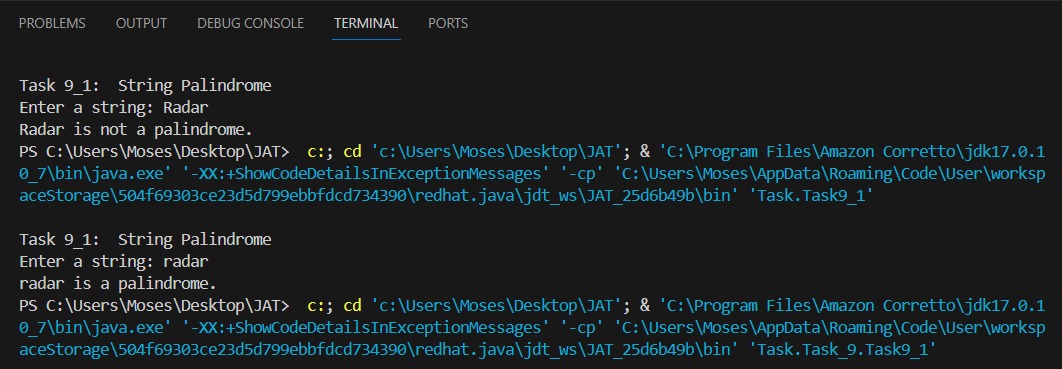 PROBLEMS OUTPUT DEBUG CONSOLE TERMINAL PORTS
Task 9_1:  String Palindrome
Enter a string: Radar
Radar is not a palindrome.
PS C:\Users\Moses\Desktop\JAT>  c:; cd 'c:\Users\Moses\Desktop\JAT'; & 'C:\Program Files\Amazon Corretto\jdk17.0.1
0_7\bin\java.exe' '-XX:+ShowCodeDetailsInExceptionMessages' '-cp' 'C:\Users\Moses\AppData\Roaming\Code\User\worksp
aceStorage\504f69303ce23d5d799ebbfdcd734390\redhat.java\jdt_ws\JAT_25d6b49b\bin' 'Task.Task9_1'
Task 9_1:  String Palindrome
Enter a string: radar
radar is a palindrome.
PS C:\Users\Moses\Desktop\JAT>  c:; cd 'c:\Users\Moses\Desktop\JAT'; & 'C:\Program Files\Amazon Corretto\jdk17.0.1
0_7\bin\java.exe' '-XX:+ShowCodeDetailsInExceptionMessages' '-cp' 'C:\Users\Moses\AppData\Roaming\Code\User\worksp
aceStorage\504f69303ce23d5d799ebbfdcd734390\redhat.java\jdt_ws\JAT_25d6b49b\bin' 'Task.Task_9.Task9_1'